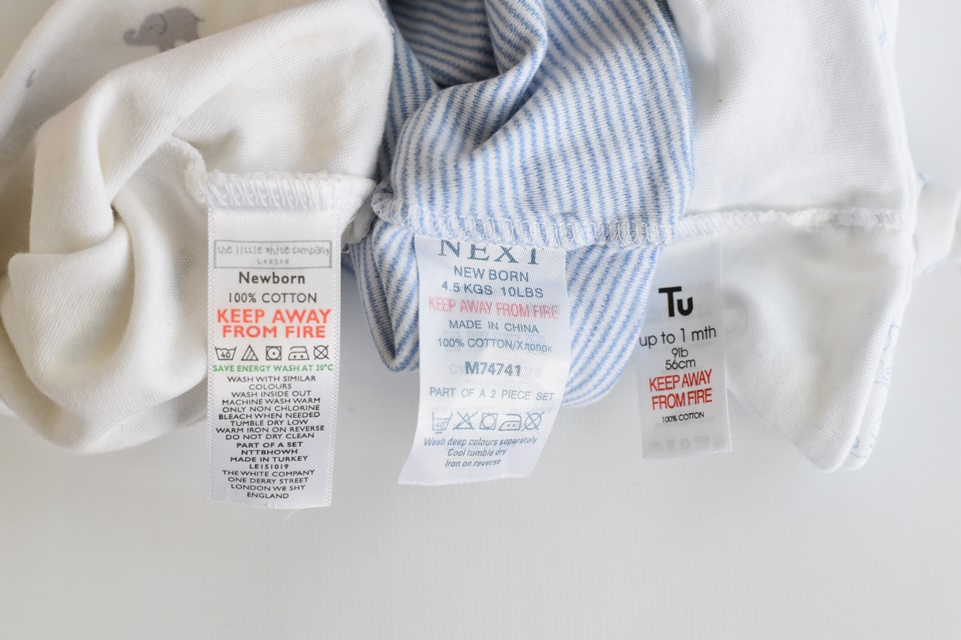 the little white company
LONDON
Newborn
100% COTTON
KEEP AWAY
FROM FIRE
40
SAVE ENERGY WASH AT 30°C
WASH WITH SIMILAR
COLOURS
WASH INSIDE OUT
MACHINE WASH WARM
ONLY NON CHLORINE
BLEACH WHEN NEEDED
TUMBLE DRY LOW
WARM IRON ON REVERSE
DO NOT DRY CLEAN
PART OF A SET
NTTBHOWH
MADE IN TURKEY
LE151019
THE WHITE COMPANY
ONE DERRY STREET
LONDON W8 5HY
ENGLAND
NEXT
NEW BORN
4.5 KGS 10LBS
KEEP AWAY FROM FIRE
MADE IN CHINA
100% COTTON/Хлопок
M74741
PART OF A 2 PIECE SET
40
Wash deep colours separately
Cool tumble dry
Iron on reverse
Tu
up to 1 mth
9lb
56cm
KEEP AWAY
FROM FIRE
100% COTTON